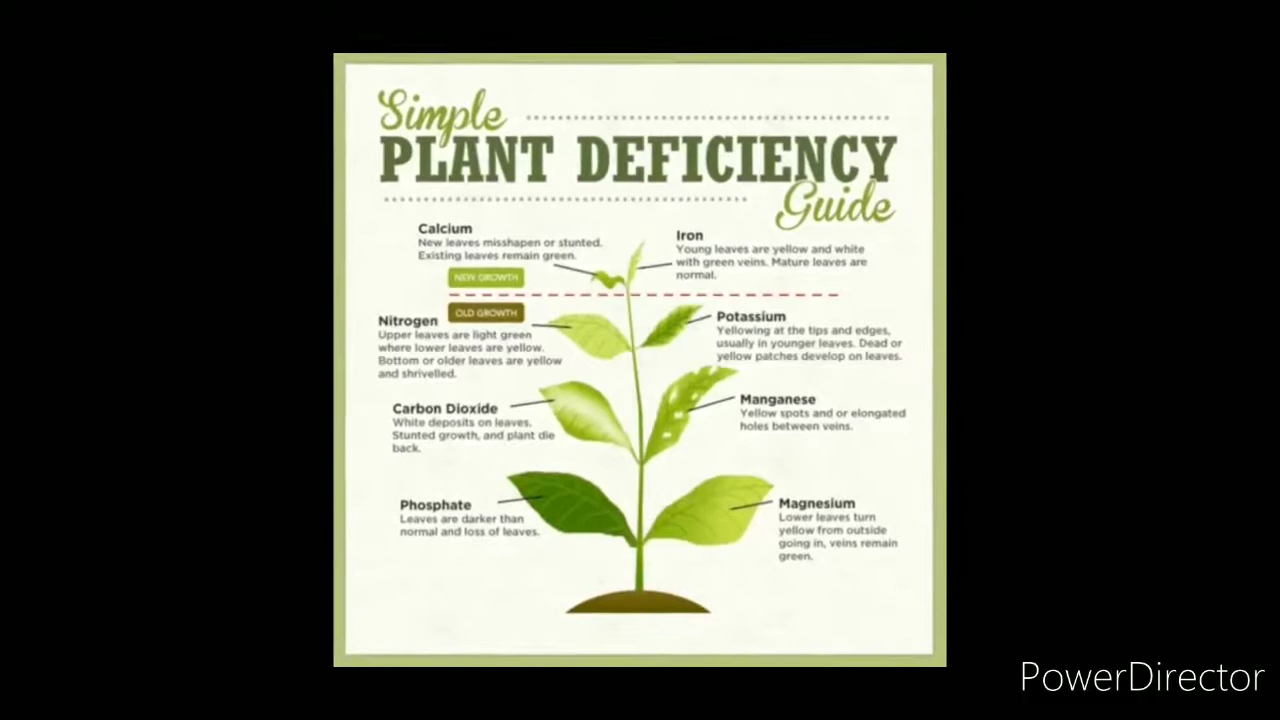 Simple
PLANT DEFICIENCY
Guide
Calcium
New leaves misshapen or stunted.
Existing leaves remain green.
Iron
Young leaves are yellow and white
with green veins. Mature leaves are
normal.
NEW GROWTH
OLD GROWTH
Nitrogen
Upper leaves are light green
where lower leaves are yellow.
Bottom or older leaves are yellow
and shrivelled.
Potassium
Yellowing at the tips and edges,
usually in younger leaves. Dead or
yellow patches develop on leaves.
Carbon Dioxide
White deposits on leaves.
Stunted growth, and plant die
back.
Manganese
Yellow spots and or elongated
holes between veins.
Phosphate
Leaves are darker than
normal and loss of leaves.
Magnesium
Lower leaves turn
yellow from outside
going in, veins remain
green.
PowerDirector